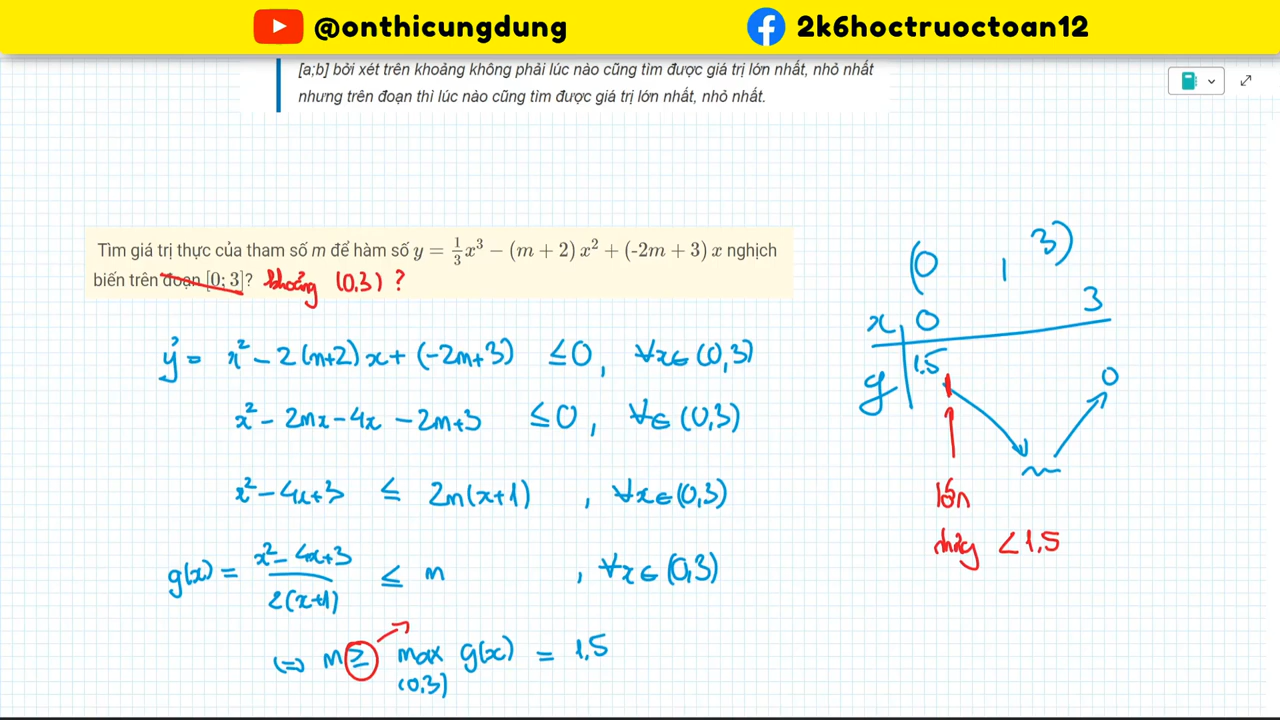 @onthicungdung
2k6hoctruoctoan12
[a;b] bởi xét trên khoảng không phải lúc nào cũng tìm được giá trị lớn nhất, nhỏ nhất
nhưng trên đoạn thì lúc nào cũng tìm được giá trị lớn nhất, nhỏ nhất.
Tìm giá trị thực của tham số m để hàm số y = 1/3 x³ − (m + 2) x² + (-2m + 3) x nghịch
biến trên đoạn [0; 3]? khoảng (0,3) ?
y' = x² − 2(m+2)x + (−2m+3) ≤ 0, ∀x∈ (0,3)
x² − 2mx − 4x − 2m+3 ≤ 0, ∀∈ (0,3)
x² − 4x+3 ≤ 2m(x+1) , ∀x∈(0,3)
g(x) = x² − 4x+3 / 2(x+1) ≤ m , ∀x∈ (0,3)
⇔ m ≥ max g(x) = 1,5
(0,3)
(0 1 3)
x 0 3
g 1.5 0
lớn
<1,5